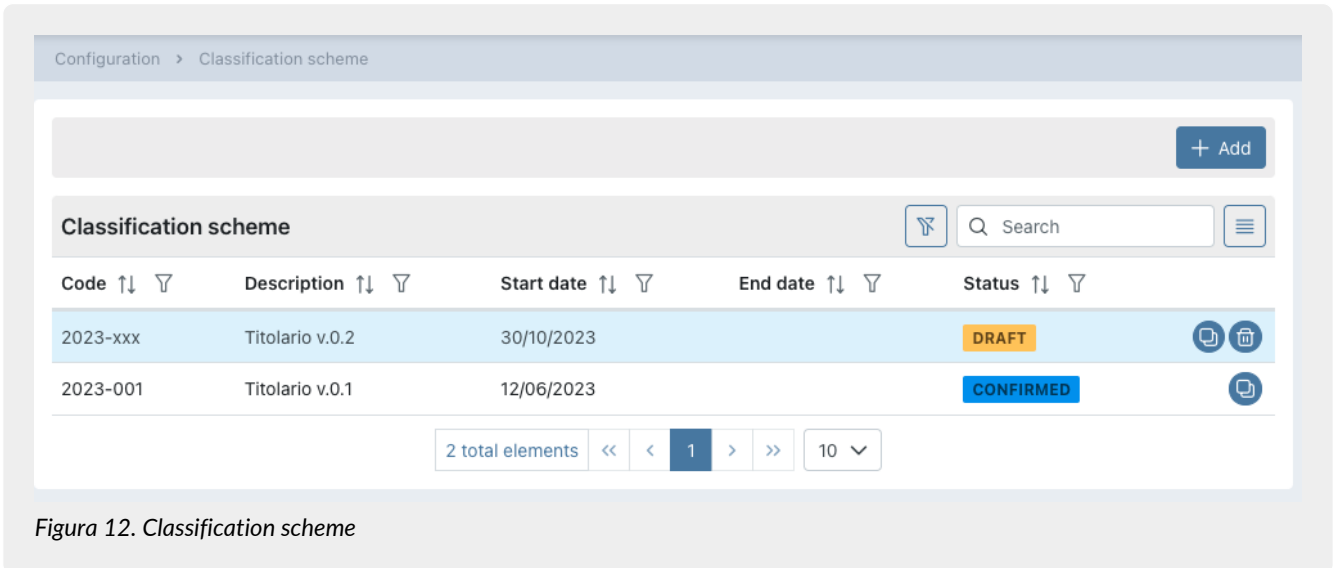 Configuration > Classification scheme
+ Add
Classification scheme
Search
Code Description Start date End date Status
2023-xxx Titolario v.0.2 30/10/2023 DRAFT
2023-001 Titolario v.0.1 12/06/2023 CONFIRMED
2 total elements << < 1 > >> 10
Figura 12. Classification scheme